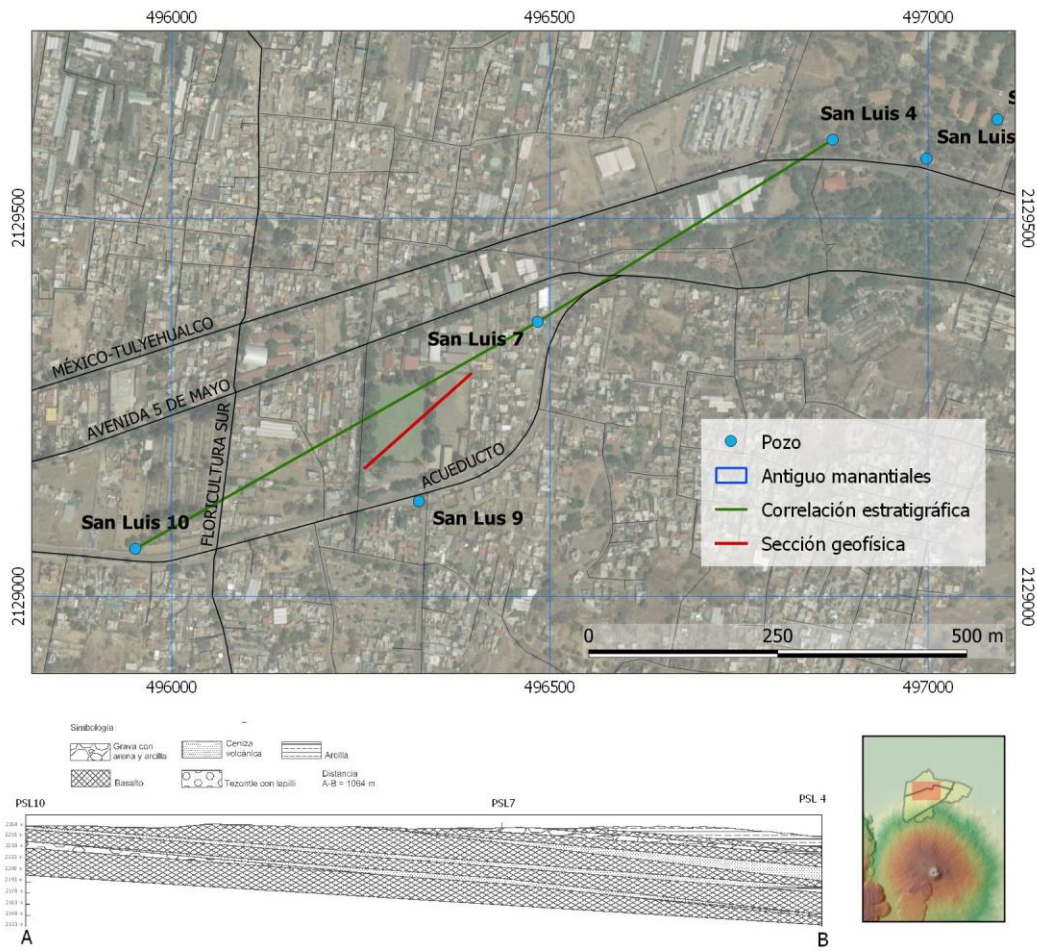 496000
496500
497000
San Luis 4
S
San Luis
2129500
2129500
San Luis 7
MÉXICO-TULYEHUALCO
AVENIDA 5 DE MAYO
FLORICULTURA SUR
ACUEDUCTO
Pozo
Antiguo manantiales
Correlación estratigráfica
Sección geofísica
San Luis 10
San Lus 9
2129000
2129000
0
250
500 m
496000
496500
497000
Simbología
Grava con arena y arcilla
Ceniza volcánica
Arcilla
Basalto
Tezontle con lapilli
Distancia
A-B = 1064 m
PSL10
PSL7
PSL 4
A
B